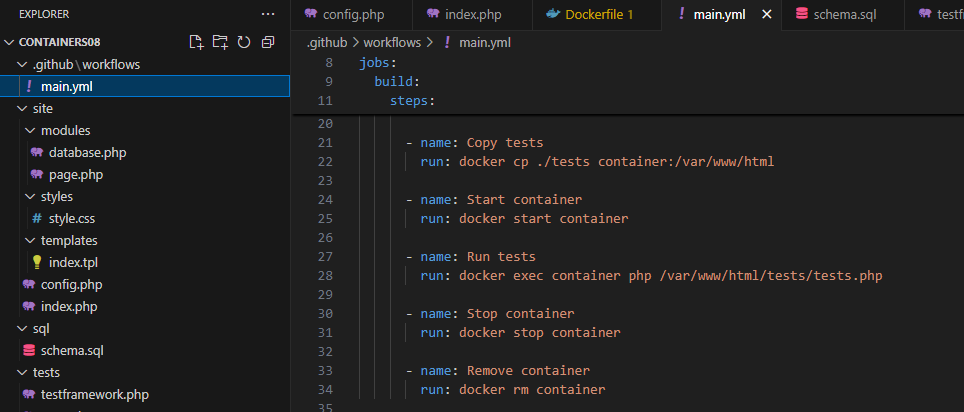 EXPLORER
CONTAINERS08
.github\workflows
! main.yml
site
modules
database.php
page.php
styles
# style.css
templates
index.tpl
config.php
index.php
sql
schema.sql
tests
testframework.php
config.php
index.php
Dockerfile 1
! main.yml
schema.sql
.github > workflows > ! main.yml
8 jobs:
9 build:
11 steps:
20
21 - name: Copy tests
22 run: docker cp ./tests container:/var/www/html
23
24 - name: Start container
25 run: docker start container
26
27 - name: Run tests
28 run: docker exec container php /var/www/html/tests/tests.php
29
30 - name: Stop container
31 run: docker stop container
32
33 - name: Remove container
34 run: docker rm container
35